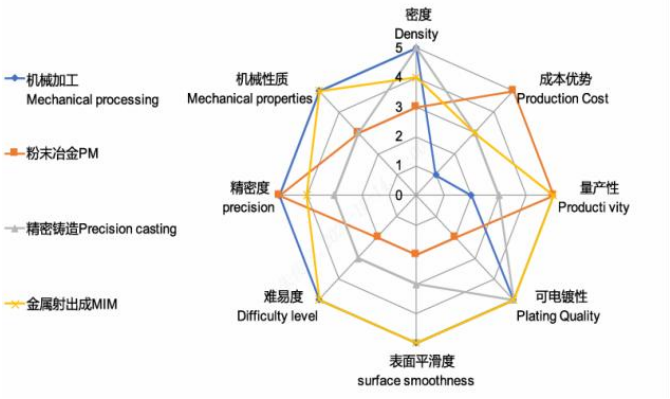 密度
Density
5
4
3
2
1
0
机械加工
Mechanical processing
粉末冶金PM
精密铸造Precision casting
金属射出成MIM
机械性质
Mechanical properties
成本优势
Production Cost
精密度
precision
量产性
Producti vity
难易度
Difficulty level
可电镀性
Plating Quality
表面平滑度
surface smoothness